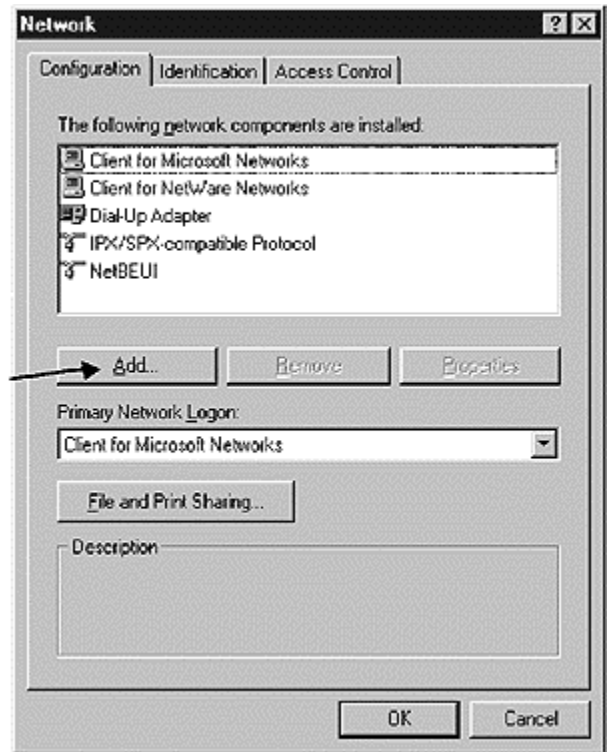 Network
Configuration Identification Access Control
The following network components are installed:
Client for Microsoft Networks
Client for NetWare Networks
Dial-Up Adapter
IPX/SPX-compatible Protocol
NetBEUI
Add... Remove Properties
Primary Network Logon:
Client for Microsoft Networks
File and Print Sharing...
Description
OK Cancel